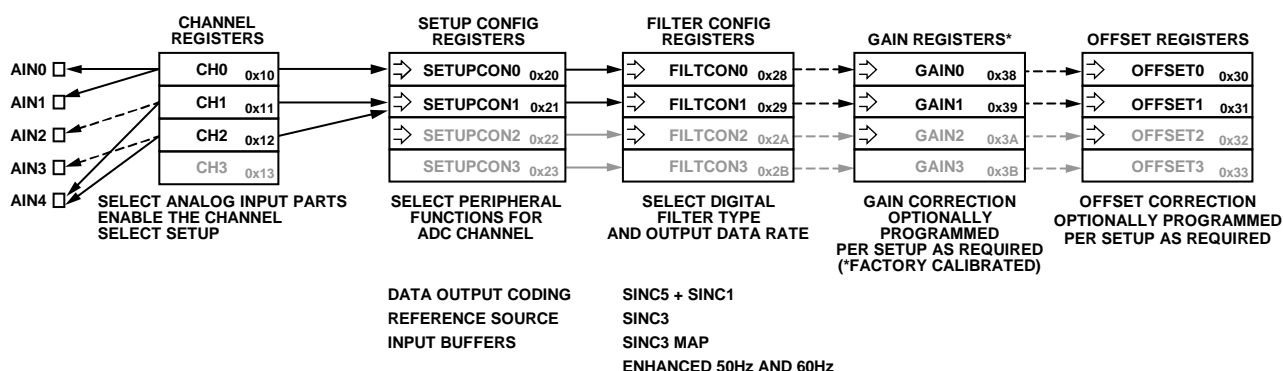 CHANNEL
REGISTERS
SETUP CONFIG
REGISTERS
FILTER CONFIG
REGISTERS
GAIN REGISTERS*
OFFSET REGISTERS
AIN0
CH0 0x10
SETUPCON0 0x20
FILTCON0 0x28
GAIN0 0x38
OFFSET0 0x30
AIN1
CH1 0x11
SETUPCON1 0x21
FILTCON1 0x29
GAIN1 0x39
OFFSET1 0x31
AIN2
CH2 0x12
SETUPCON2 0x22
FILTCON2 0x2A
GAIN2 0x3A
OFFSET2 0x32
AIN3
CH3 0x13
SETUPCON3 0x23
FILTCON3 0x2B
GAIN3 0x3B
OFFSET3 0x33
AIN4
SELECT ANALOG INPUT PARTS
ENABLE THE CHANNEL
SELECT SETUP
SELECT PERIPHERAL
FUNCTIONS FOR
ADC CHANNEL
SELECT DIGITAL
FILTER TYPE
AND OUTPUT DATA RATE
GAIN CORRECTION
OPTIONALLY
PROGRAMMED
PER SETUP AS REQUIRED
(*FACTORY CALIBRATED)
OFFSET CORRECTION
OPTIONALLY PROGRAMMED
PER SETUP AS REQUIRED
DATA OUTPUT CODING
REFERENCE SOURCE
INPUT BUFFERS
SINC5 + SINC1
SINC3
SINC3 MAP
ENHANCED 50Hz AND 60Hz